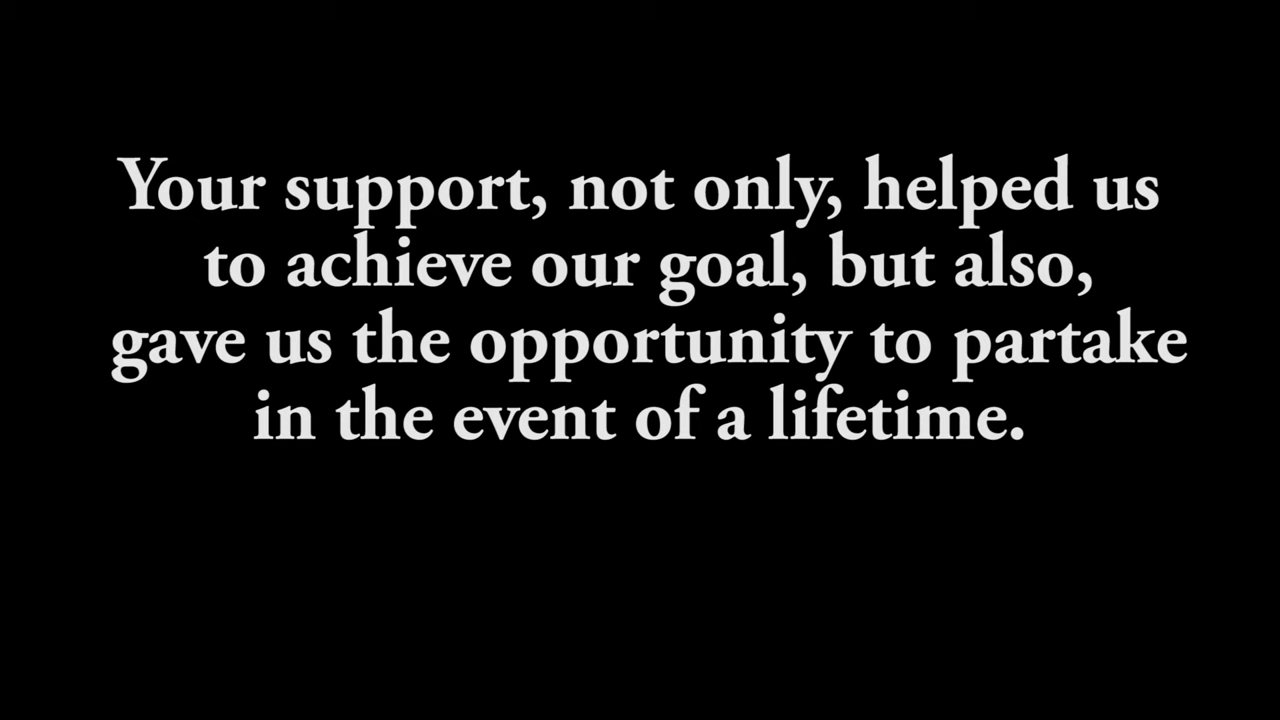 Your support, not only, helped us
to achieve our goal, but also,
gave us the opportunity to partake
in the event of a lifetime.